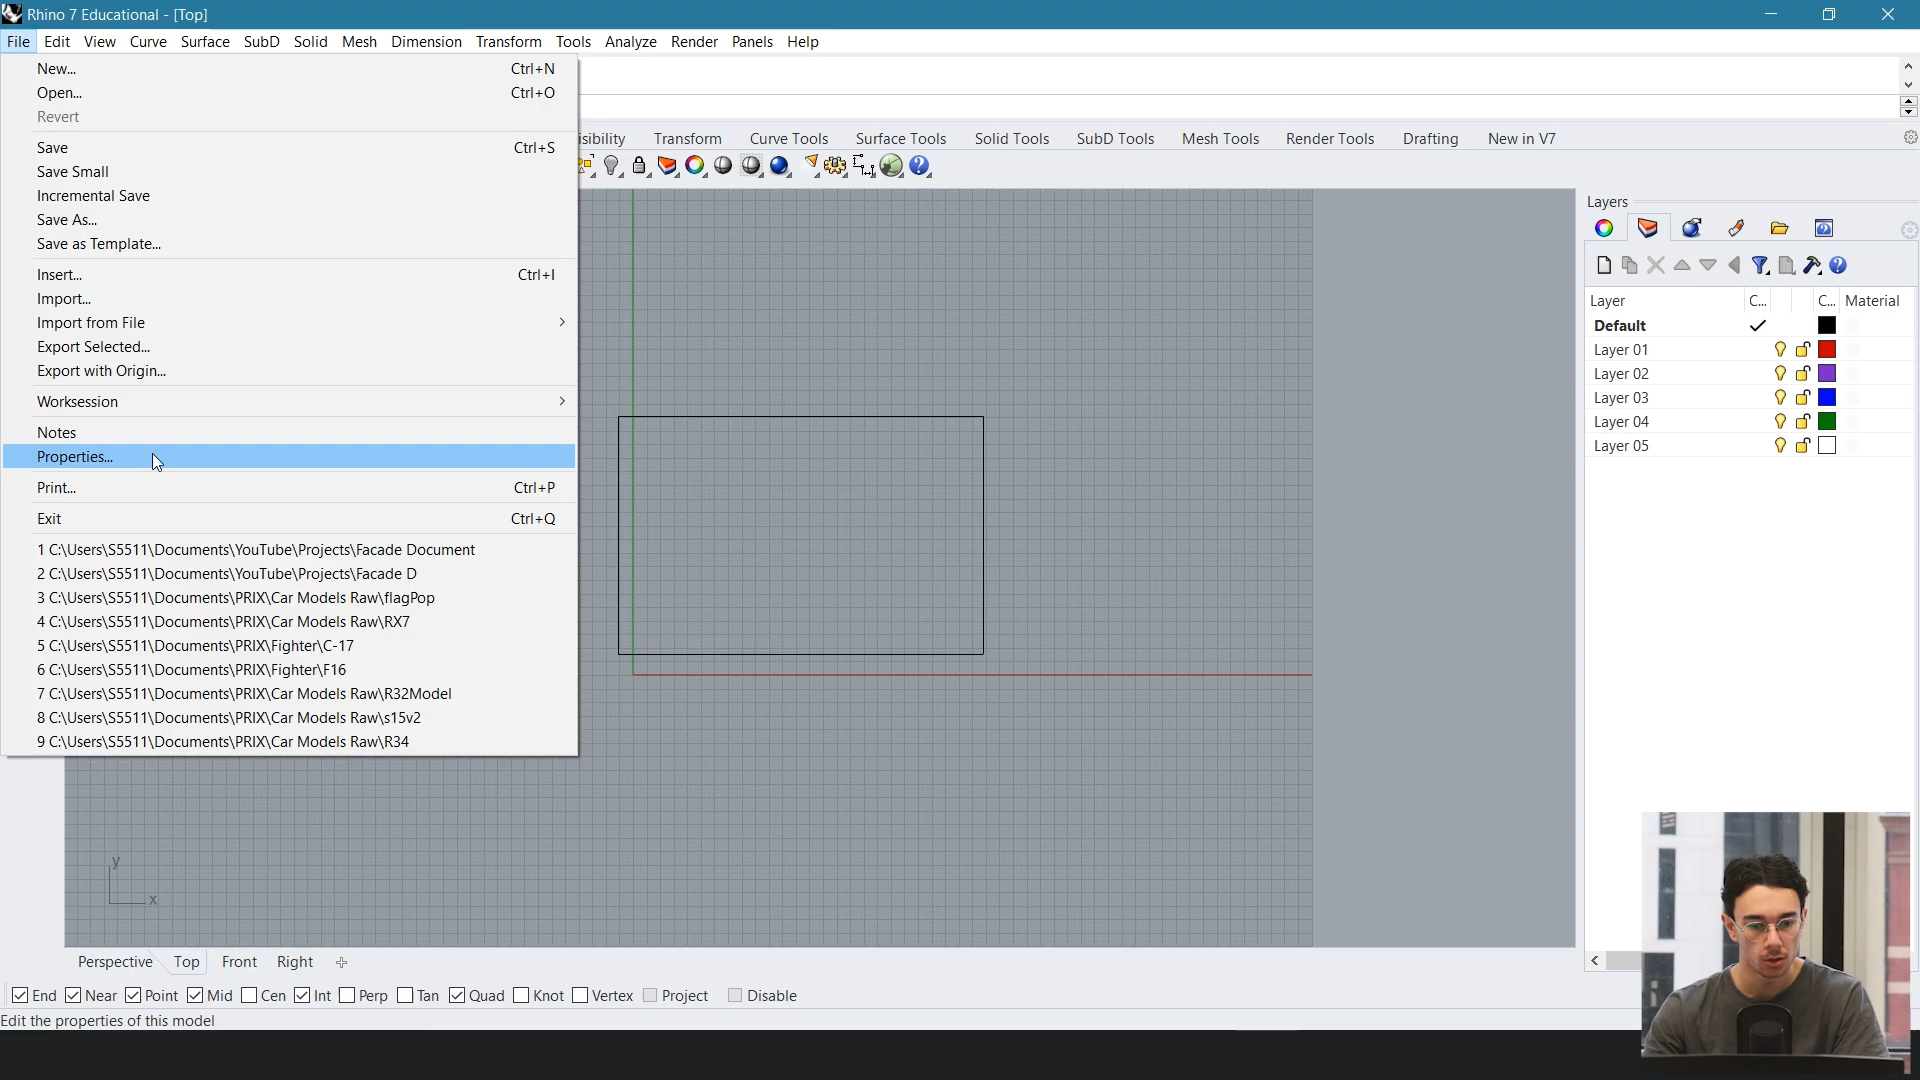 Rhino 7 Educational - [Top]
File Edit View Curve Surface SubD Solid Mesh Dimension Transform Tools Analyze Render Panels Help
New... Ctrl+N
Open... Ctrl+O
Revert
Save Ctrl+S
Save Small
Incremental Save
Save As...
Save as Template...
Insert... Ctrl+I
Import...
Import from File
Export Selected...
Export with Origin...
Worksession
Notes
Properties...
Print... Ctrl+P
Exit Ctrl+Q
1 C:\Users\S5511\Documents\YouTube\Projects\Facade Document
2 C:\Users\S5511\Documents\YouTube\Projects\Facade D
3 C:\Users\S5511\Documents\PRIX\Car Models Raw\flagPop
4 C:\Users\S5511\Documents\PRIX\Car Models Raw\RX7
5 C:\Users\S5511\Documents\PRIX\Fighter\C-17
6 C:\Users\S5511\Documents\PRIX\Fighter\F16
7 C:\Users\S5511\Documents\PRIX\Car Models Raw\R32Model
8 C:\Users\S5511\Documents\PRIX\Car Models Raw\s15v2
9 C:\Users\S5511\Documents\PRIX\Car Models Raw\R34
isibility Transform Curve Tools Surface Tools Solid Tools SubD Tools Mesh Tools Render Tools Drafting New in V7
Layers
Layer C... C... Material
Default
Layer 01
Layer 02
Layer 03
Layer 04
Layer 05
y
x
Perspective Top Front Right
End Near Point Mid Cen Int Perp Tan Quad Knot Vertex Project Disable
Edit the properties of this model